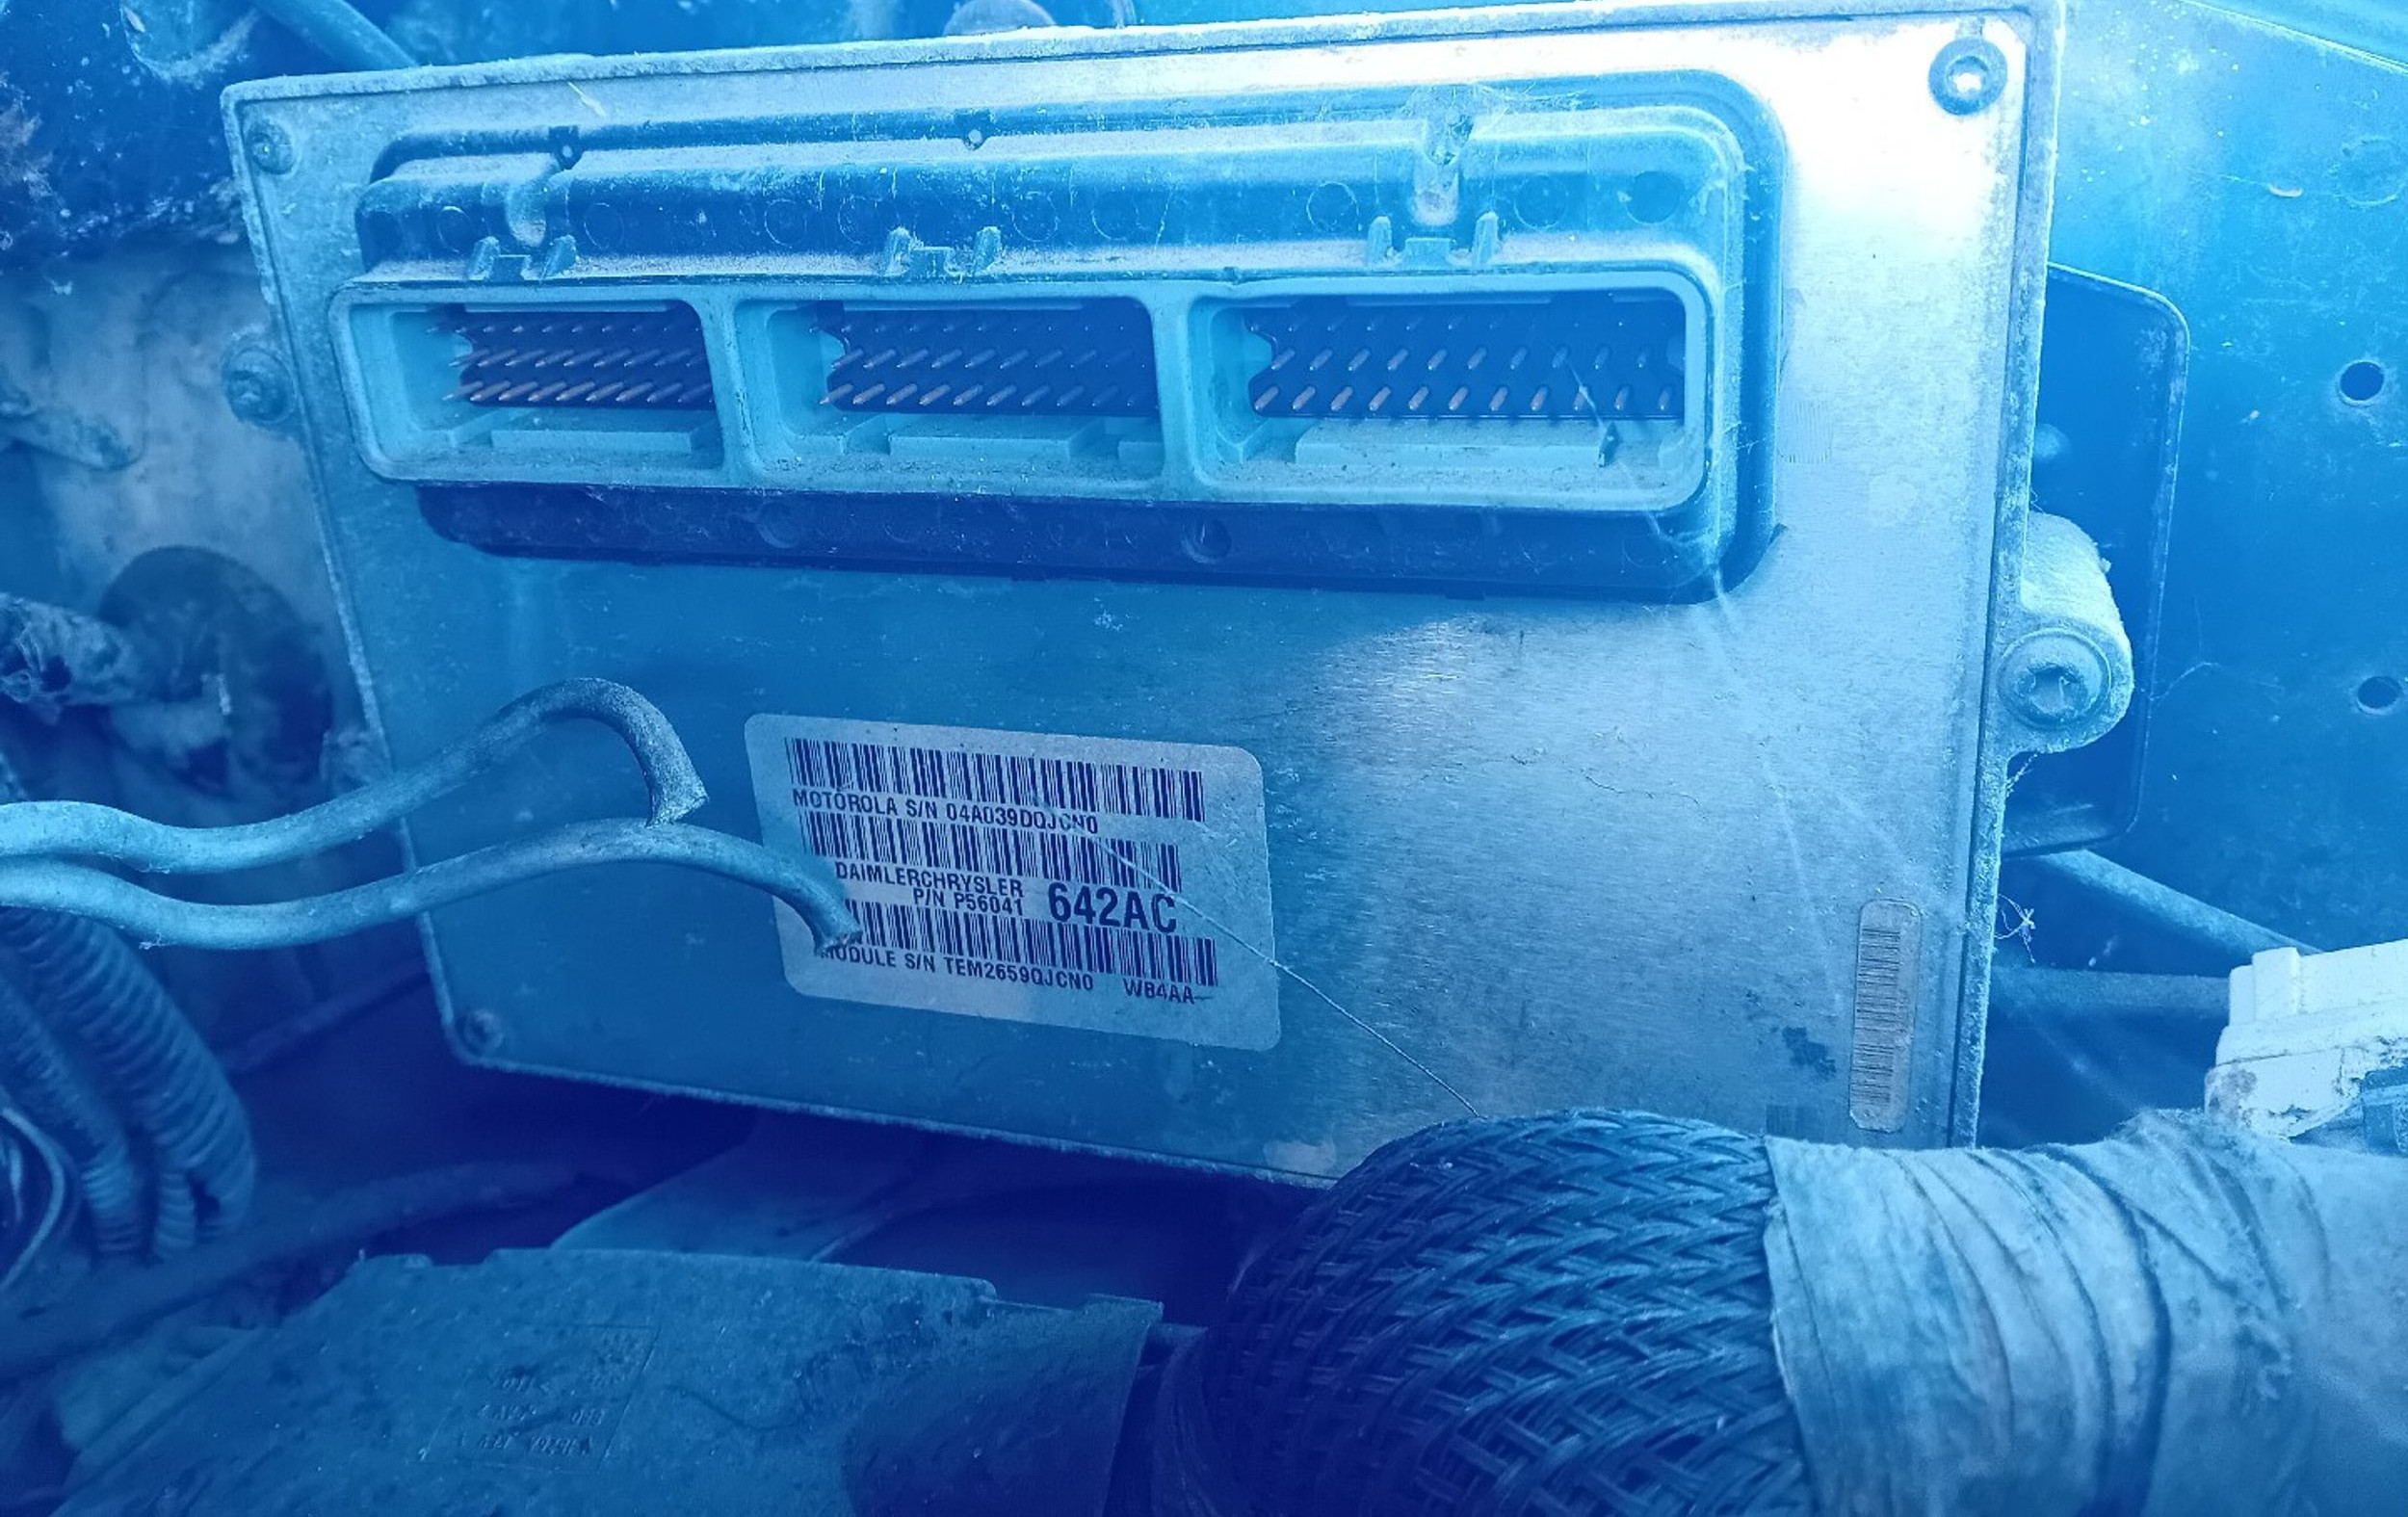 MOTOROLA S/N 04A039DQJCN0
DAIMLERCHRYSLER
P/N P56041 642AC
MODULE S/N TEM2659QJCN0 WB4AA